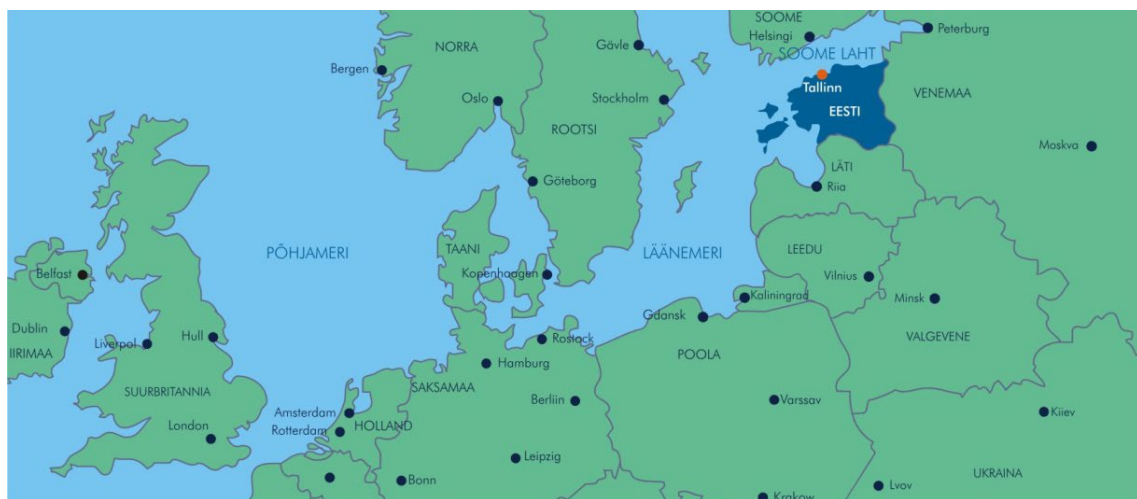 SOOME
Helsingi
Peterburg
NORRA
Gävle
SOOME LAHT
Bergen
Tallinn
Oslo
Stockholm
VENEMAA
EESTI
ROOTSI
Moskva
LÄTI
Göteborg
Riia
PÕHJAMERI
TAANI
LÄÄNEMERI
LEEDU
Belfast
Kopenhaagen
Vilnius
Kaliningrad
Minsk
Gdansk
Dublin
Hull
Rostock
VALGEVENE
Liverpol
IIRIMAA
POOLA
Hamburg
SUURBRITANNIA
SAKSAMAA
Berliin
Varssav
Amsterdam
Kiiev
London
Rotterdam
HOLLAND
Leipzig
UKRAINA
Bonn
Lvov
Krakow